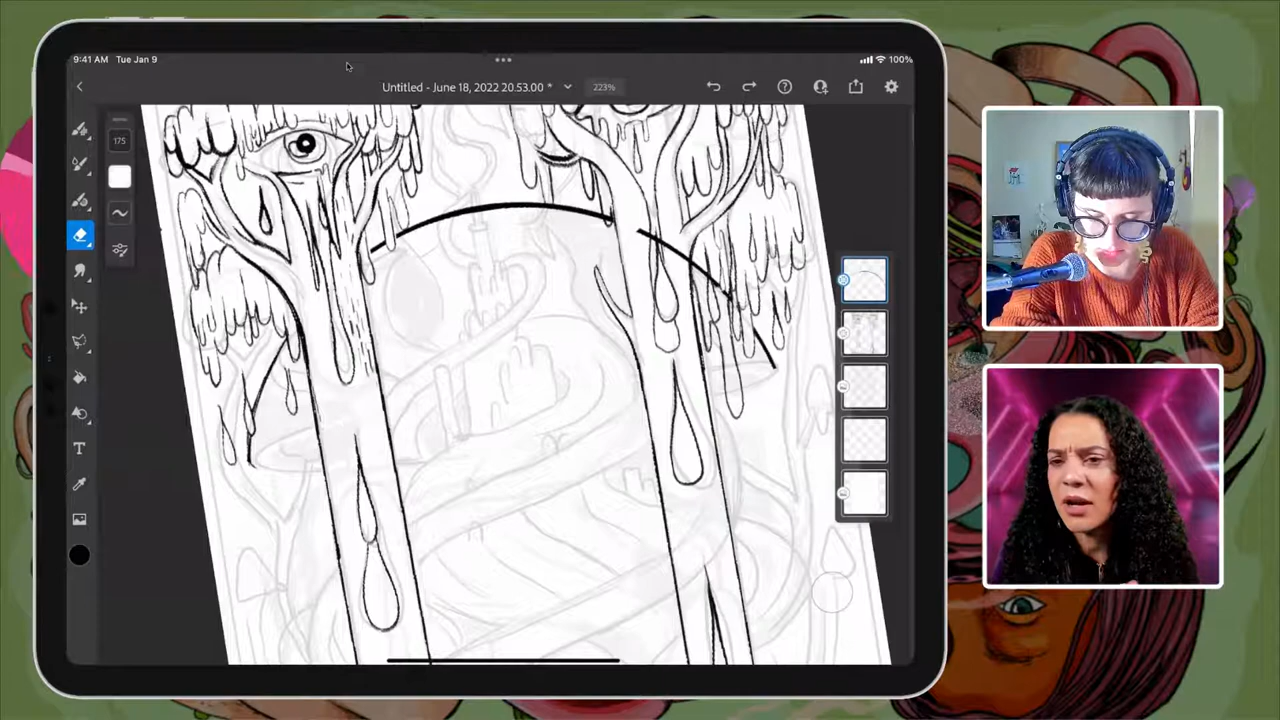 9:41 AM Tue Jan 9
100%
Untitled - June 18, 2022 20.53.00 *
223%
175
T